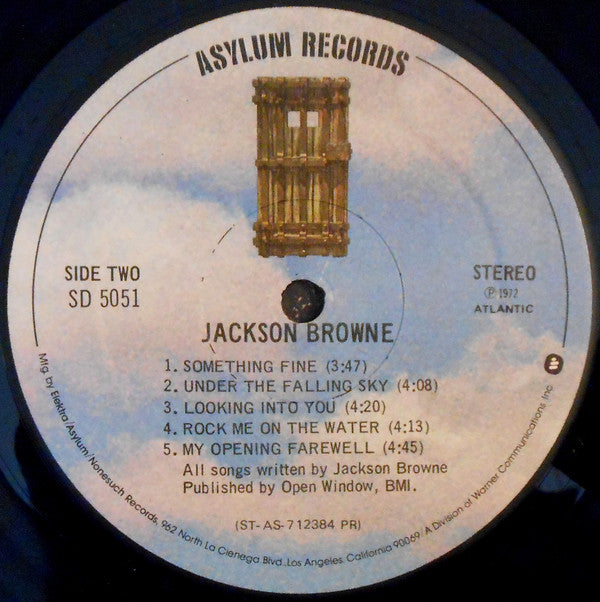 ASYLUM RECORDS
SIDE TWO
SD 5051
STEREO
Ⓟ 1972
ATLANTIC
JACKSON BROWNE
1. SOMETHING FINE (3:47)
2. UNDER THE FALLING SKY (4:08)
3. LOOKING INTO YOU (4:20)
4. ROCK ME ON THE WATER (4:13)
5. MY OPENING FAREWELL (4:45)
All songs written by Jackson Browne
Published by Open Window, BMI.
(ST-AS-712384 PR)
Mfg. by Elektra/Asylum/Nonesuch Records, 962 North La Cienega Blvd., Los Angeles, California 90069. A Division of Warner Communications Inc.